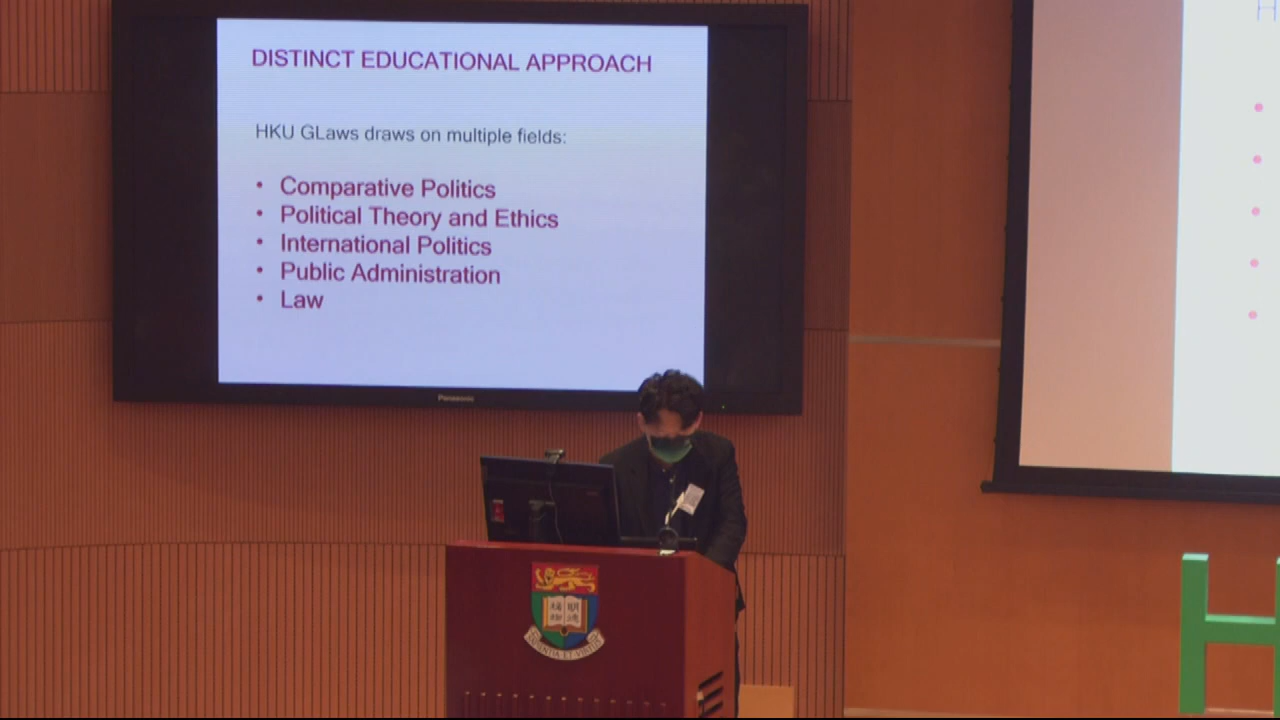 DISTINCT EDUCATIONAL APPROACH
HKU GLaws draws on multiple fields:
• Comparative Politics
• Political Theory and Ethics
• International Politics
• Public Administration
• Law
Panasonic
H
H